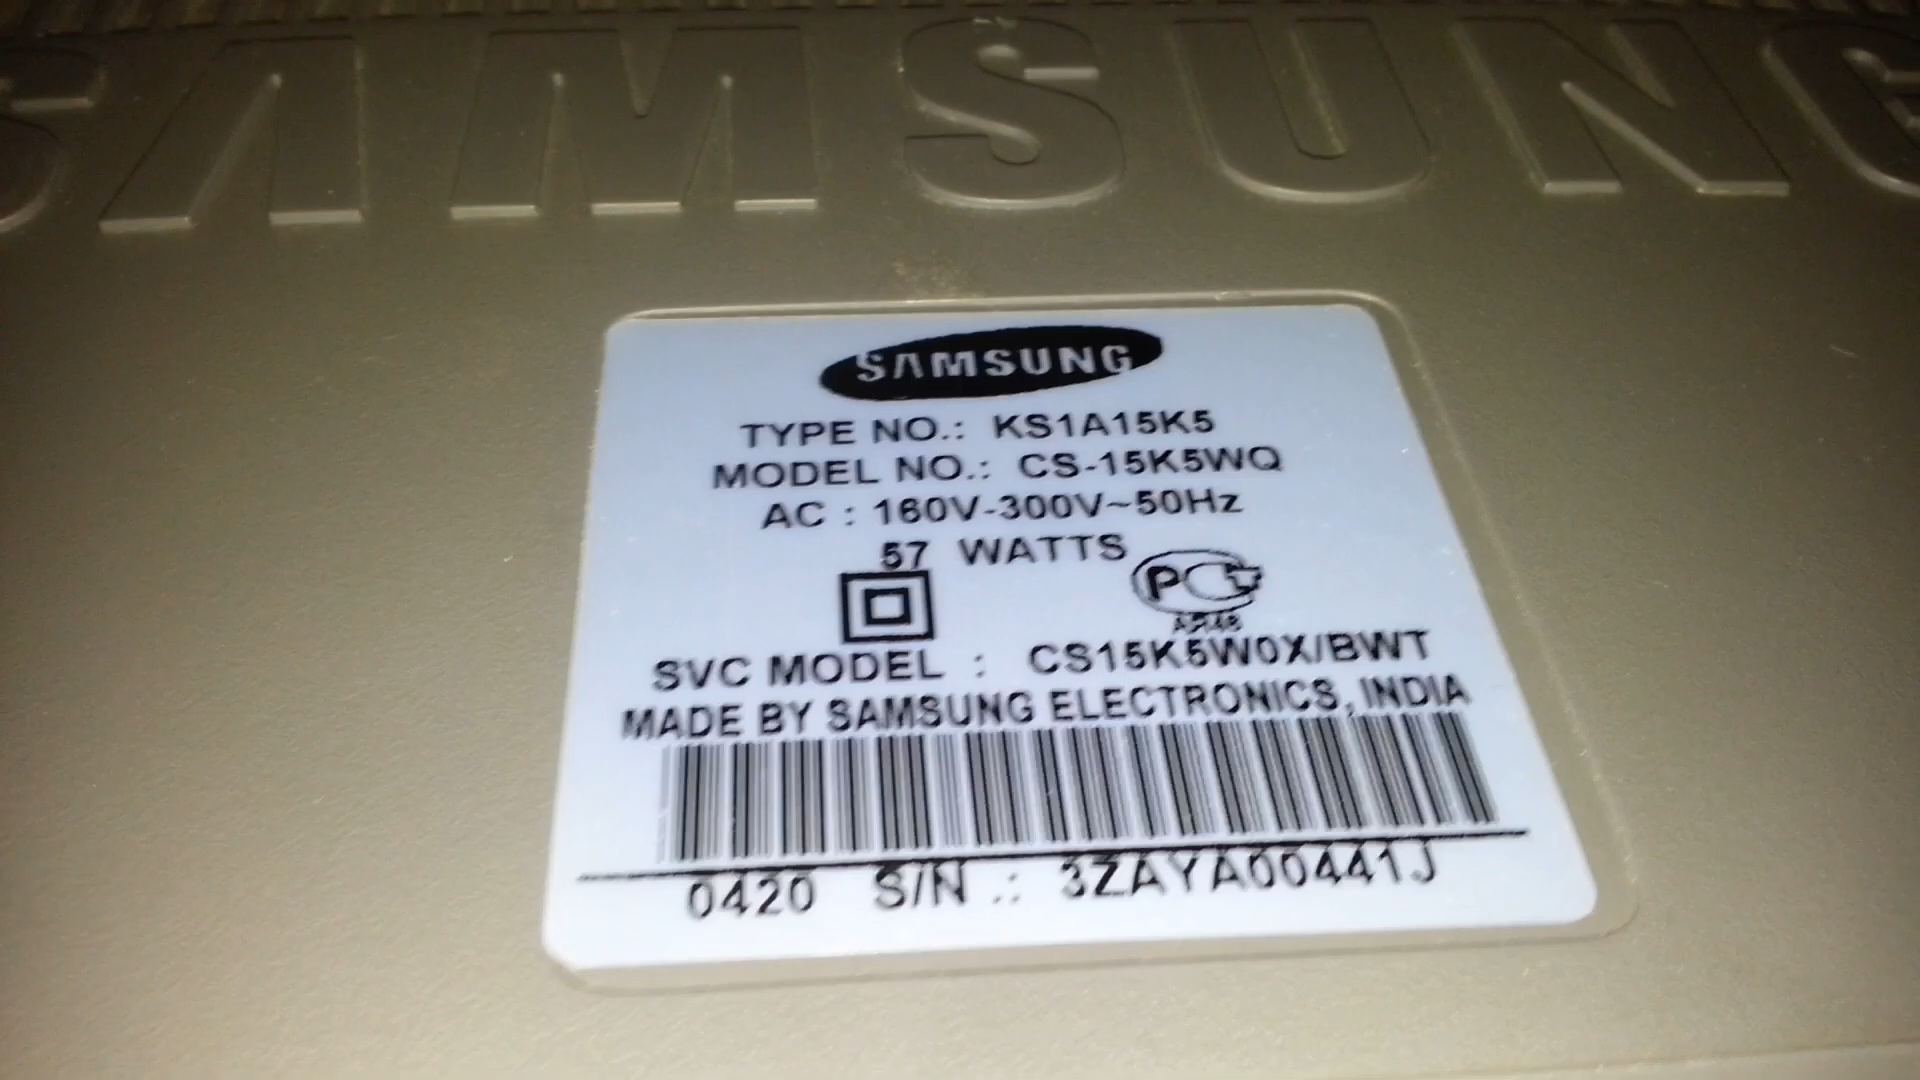 SAMSUNG
SAMSUNG
TYPE NO.: KS1A15K5
MODEL NO.: CS-15K5WQ
AC : 160V-300V~50Hz
57 WATTS
PC
SVC MODEL : CS15K5W0X/BWT
MADE BY SAMSUNG ELECTRONICS, INDIA
0420 S/N .: 3ZAYA00441J